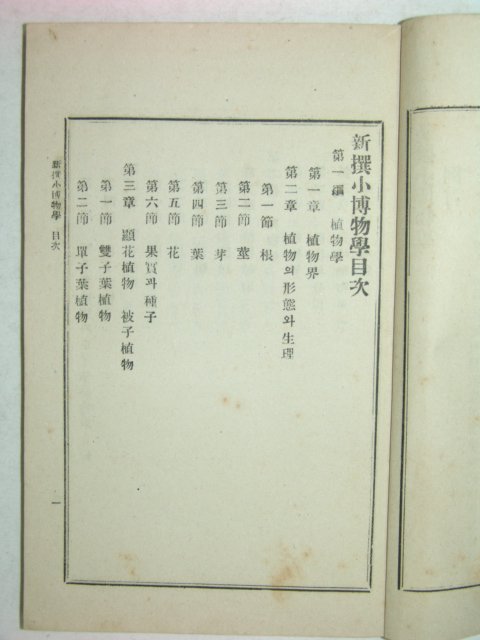 新撰小博物學目次
第一編 植物學
第一章 植物界
第二章 植物의形態와生理
第一節 根
第二節 莖
第三節 芽
第四節 葉
第五節 花
第六節 果實과種子
第三章 顯花植物 被子植物
第一節 雙子葉植物
第二節 單子葉植物
新撰小博物學 目次
一